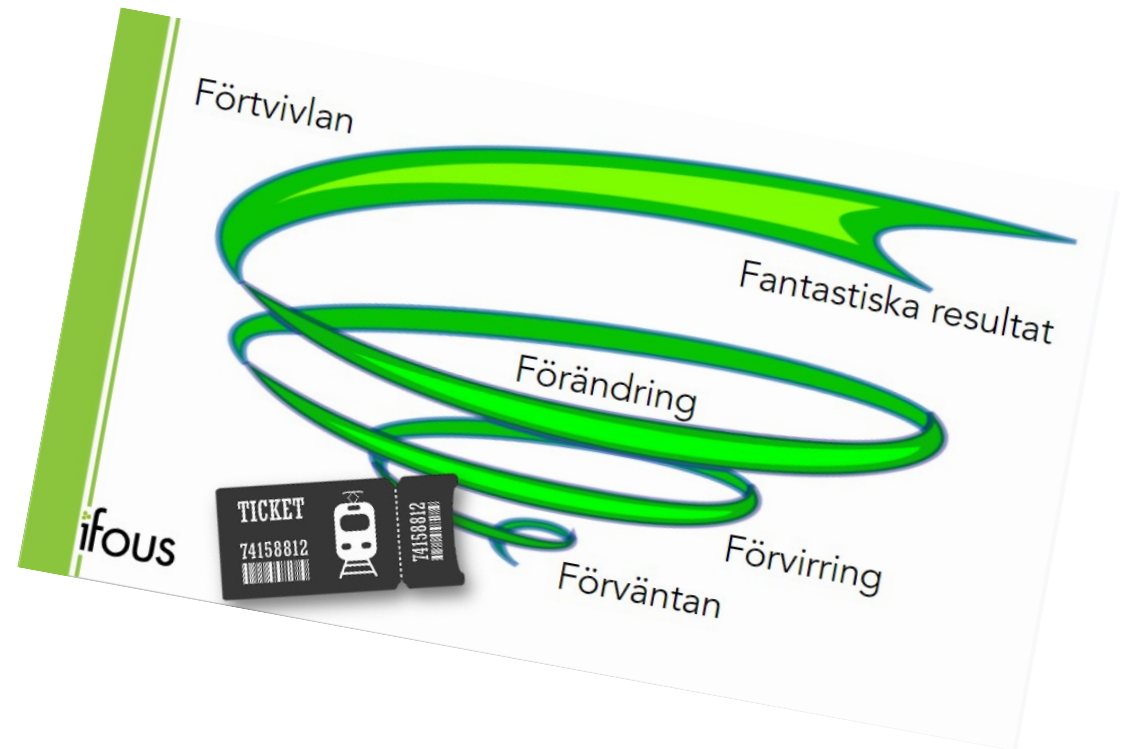 Förtvivlan
Fantastiska resultat
Förändring
TICKET
74158812
74158812
ifous
Förvirring
Förväntan